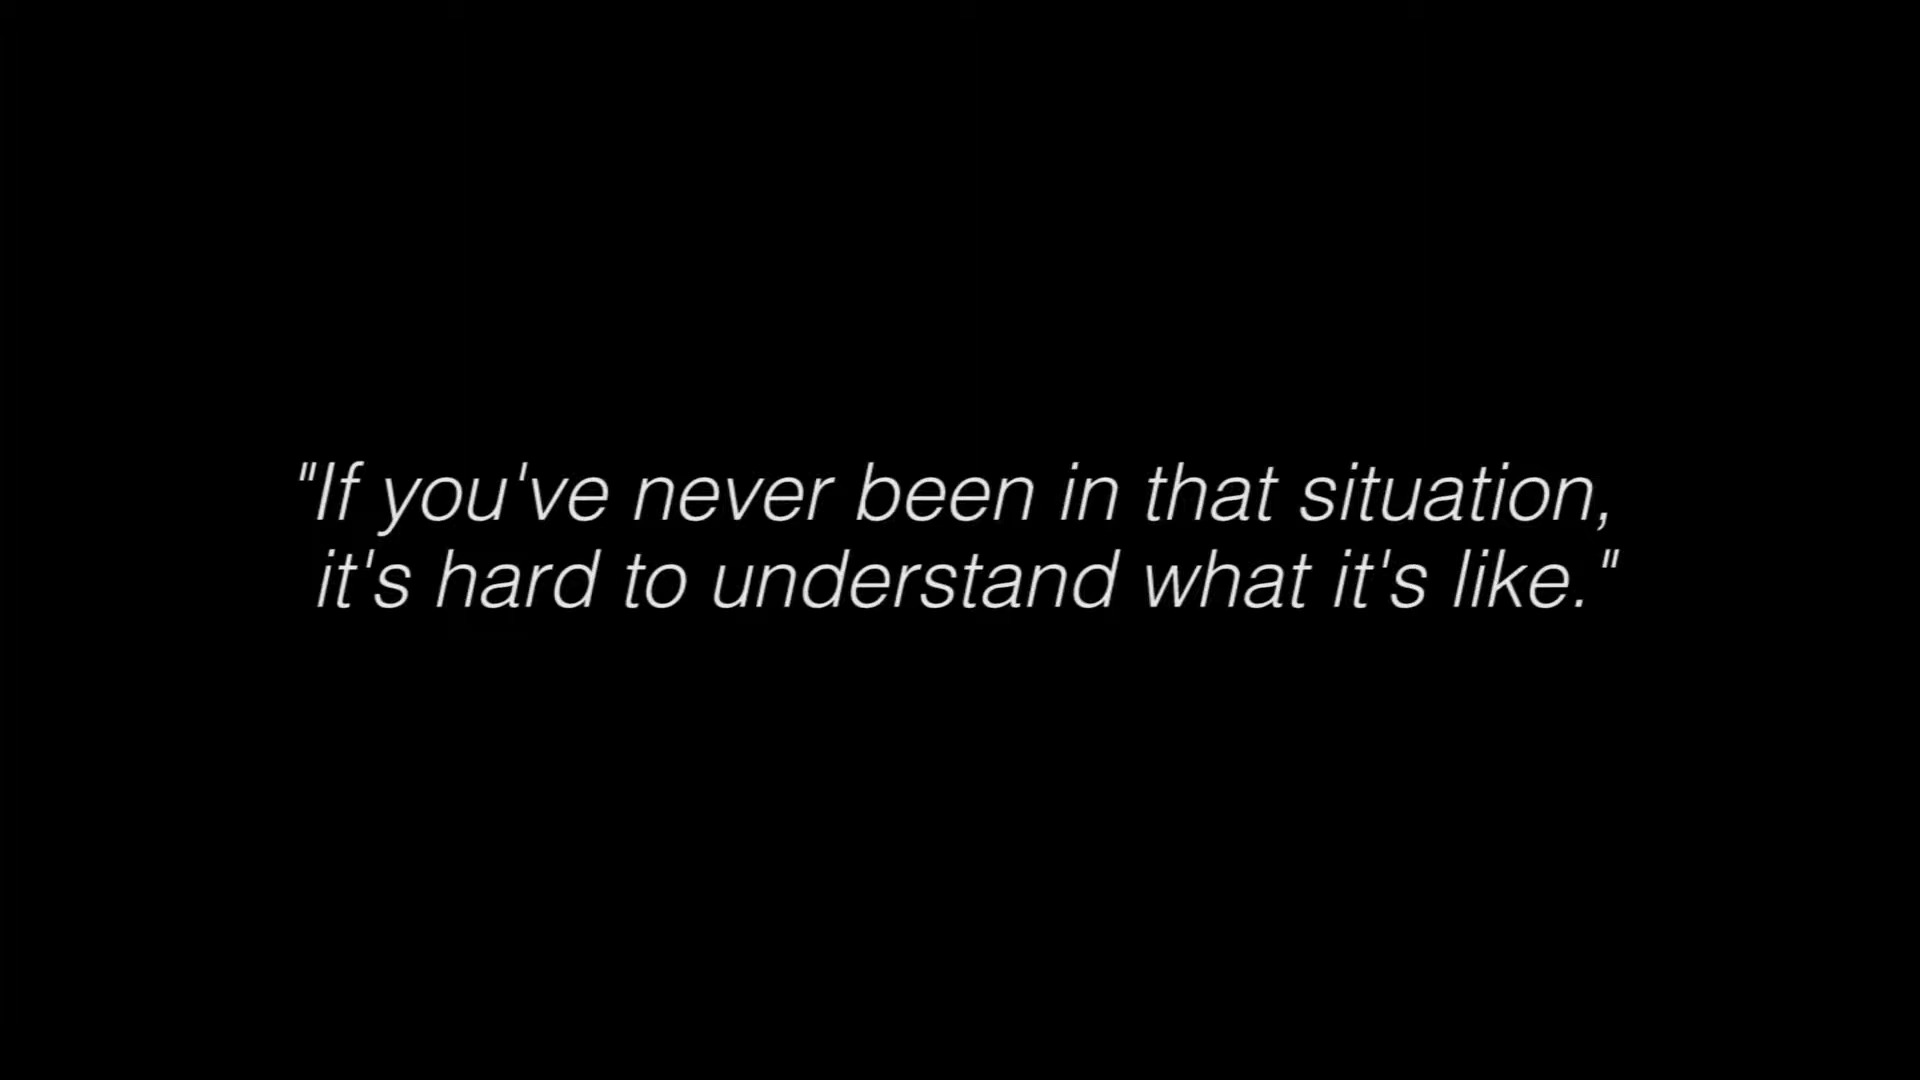 "If you've never been in that situation,
it's hard to understand what it's like."